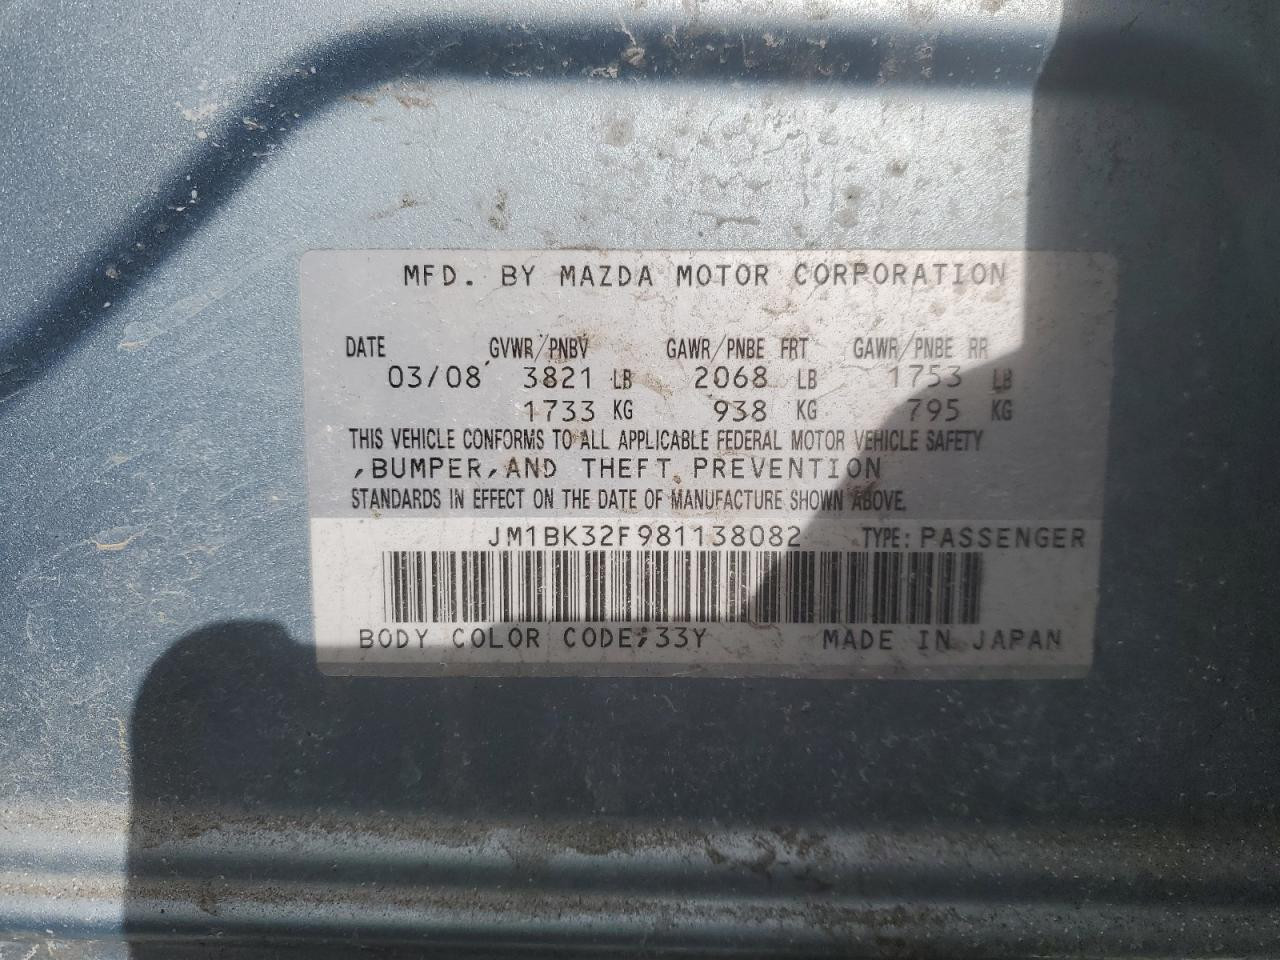 MFD. BY MAZDA MOTOR CORPORATION
DATE GVWR/PNBV GAWR/PNBE FRT GAWR/PNBE RR
03/08 3821 LB 2068 LB 1753 LB
1733 KG 938 KG 795 KG
THIS VEHICLE CONFORMS TO ALL APPLICABLE FEDERAL MOTOR VEHICLE SAFETY
,BUMPER,AND THEFT PREVENTION
STANDARDS IN EFFECT ON THE DATE OF MANUFACTURE SHOWN ABOVE.
JM1BK32F981138082 TYPE: PASSENGER
BODY COLOR CODE;33Y MADE IN JAPAN